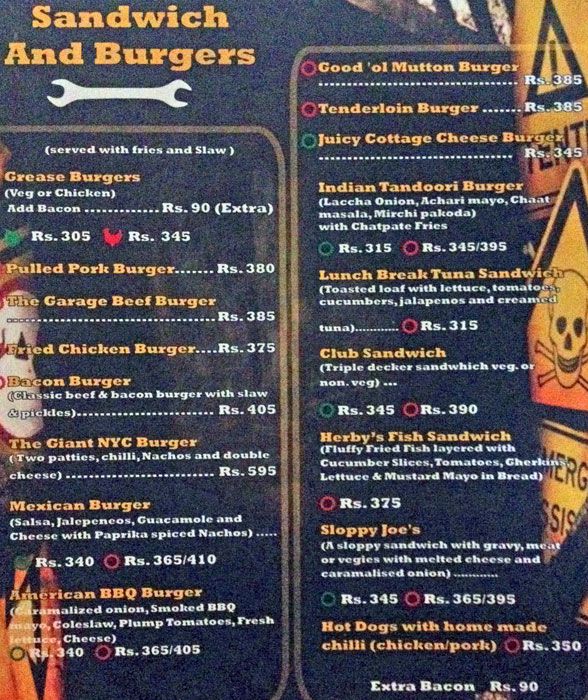 Sandwich
And Burgers
(served with fries and Slaw )
Grease Burgers
(Veg or Chicken)
Add Bacon .............. Rs. 90 (Extra)
Rs. 305 Rs. 345
Pulled Pork Burger....... Rs. 380
The Garage Beef Burger
....................................... Rs. 385
Fried Chicken Burger....Rs. 375
Bacon Burger
(Classic beef & bacon burger with slaw
& pickles)......................... Rs. 405
The Giant NYC Burger
(Two patties, chilli, Nachos and double
cheese) ............................ Rs. 595
Mexican Burger
(Salsa, Jalepeneos, Guacamole and
Cheese with Paprika spiced Nachos) .....
Rs. 340 Rs. 365/410
American BBQ Burger
(Caramalized onion, Smoked BBQ
mayo, Coleslaw, Plump Tomatoes, Fresh
lettuce, Cheese)
Rs. 340 Rs. 365/405
Good 'ol Mutton Burger
..................................... Rs. 385
Tenderloin Burger ....... Rs. 385
Juicy Cottage Cheese Burger
..................................... Rs. 345
Indian Tandoori Burger
(Laccha Onion, Achari mayo, Chaat
masala, Mirchi pakoda)
with Chatpate Fries
Rs. 315 Rs. 345/395
Lunch Break Tuna Sandwich
(Toasted loaf with lettuce, tomatoes,
cucumbers, jalapenos and creamed
tuna)............ Rs. 315
Club Sandwich
(Triple decker sandwhich veg. or
non. veg) ...
Rs. 345 Rs. 390
Herby's Fish Sandwich
(Fluffy Fried Fish layered with
Cucumber Slices, Tomatoes, Gherkins,
Lettuce & Mustard Mayo in Bread)
Rs. 375
Sloppy Joe's
(A sloppy sandwich with gravy, meat
or vegies with melted cheese and
caramalised onion) ............
Rs. 345 Rs. 365/395
Hot Dogs with home made
chilli (chicken/pork) Rs. 350
Extra Bacon Rs. 90